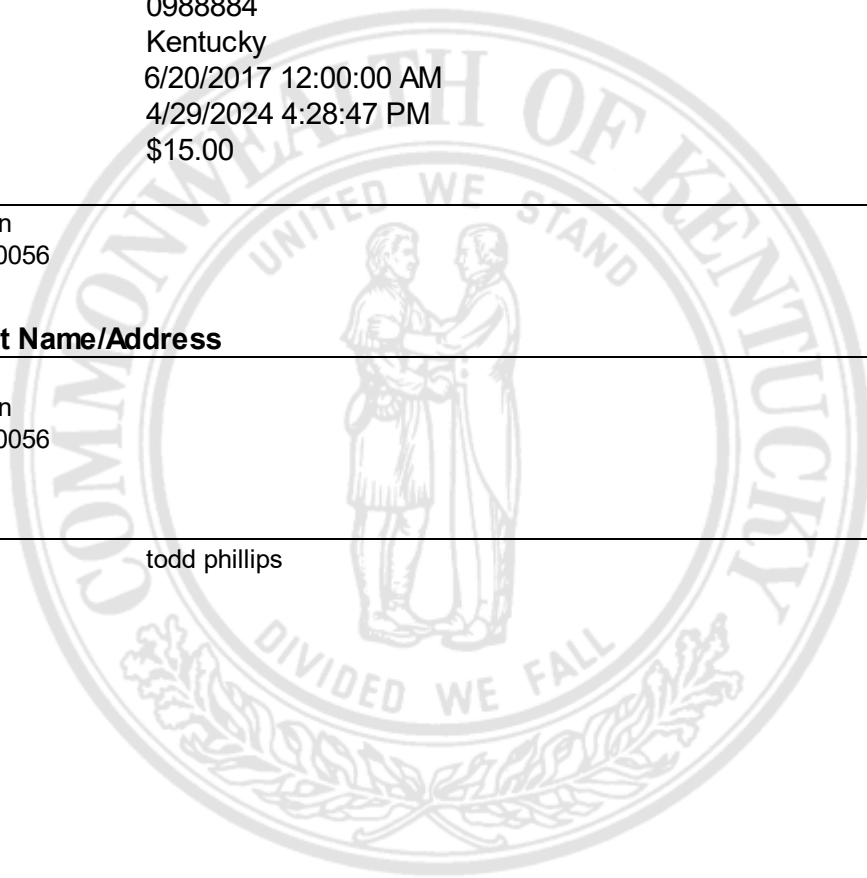 0988884
Kentucky
6/20/2017 12:00:00 AM
4/29/2024 4:28:47 PM
$15.00
n
0056
t Name/Address
n
0056
todd phillips
COMMONWEALTH OF KENTUCKY
UNITED WE STAND
DIVIDED WE FALL